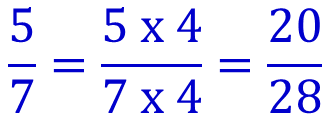 5/7 = (5 x 4)/(7 x 4) = 20/28